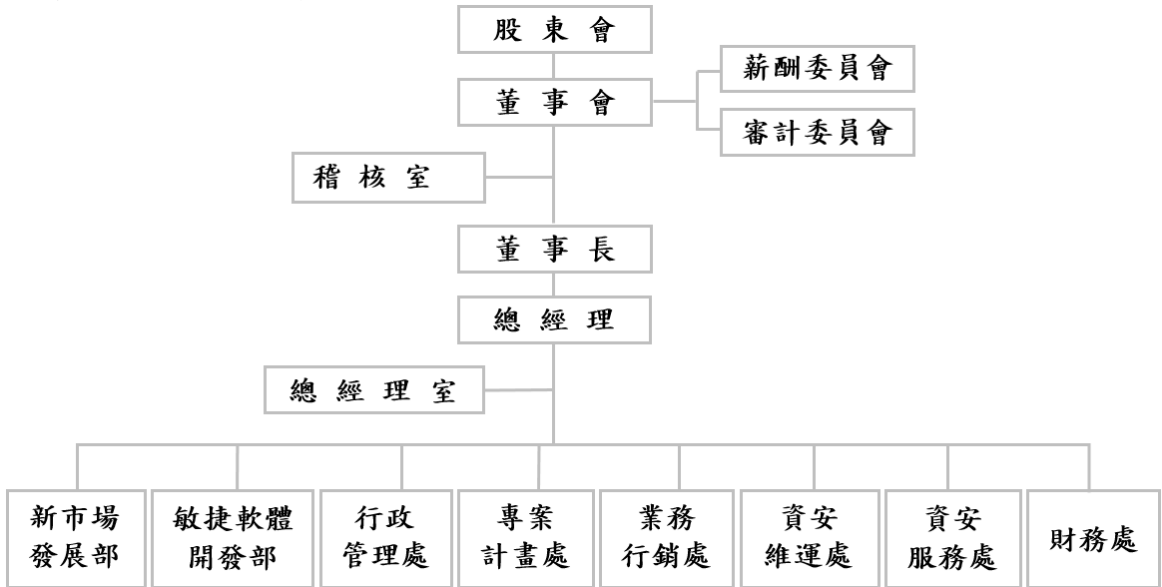 股東會
薪酬委員會
董事會
審計委員會
稽核室
董事長
總經理
總經理室
新市場
發展部
敏捷軟體
開發部
行政
管理處
專案
計畫處
業務
行銷處
資安
維運處
資安
服務處
財務處